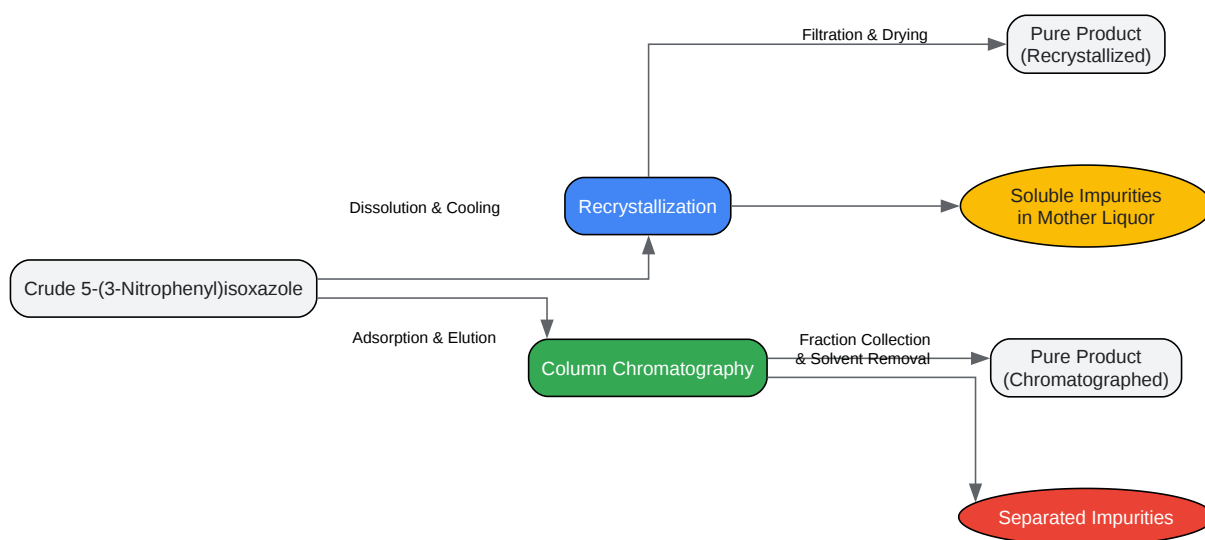 Filtration & Drying
Pure Product
(Recrystallized)
Dissolution & Cooling
Recrystallization
Soluble Impurities
in Mother Liquor
Crude 5-(3-Nitrophenyl)isoxazole
Adsorption & Elution
Column Chromatography
Fraction Collection
& Solvent Removal
Pure Product
(Chromatographed)
Separated Impurities